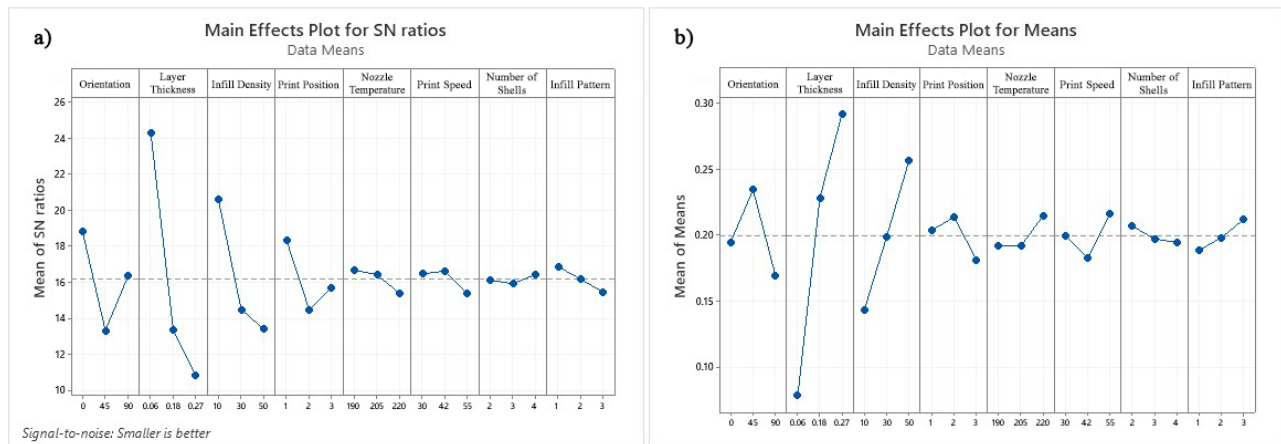 a)
Main Effects Plot for SN ratios
Data Means
Orientation
Layer
Thickness
Infill Density
Print Position
Nozzle
Temperature
Print Speed
Number of
Shells
Infill Pattern
Mean of SN ratios
26
24
22
20
18
16
14
12
10
0 45 90 0.06 0.18 0.27 10 30 50 1 2 3 190 205 220 30 42 55 2 3 4 1 2 3
Signal-to-noise: Smaller is better
b)
Main Effects Plot for Means
Data Means
Orientation
Layer
Thickness
Infill Density
Print Position
Nozzle
Temperature
Print Speed
Number of
Shells
Infill Pattern
Mean of Means
0.30
0.25
0.20
0.15
0.10
0 45 90 0.06 0.18 0.27 10 30 50 1 2 3 190 205 220 30 42 55 2 3 4 1 2 3